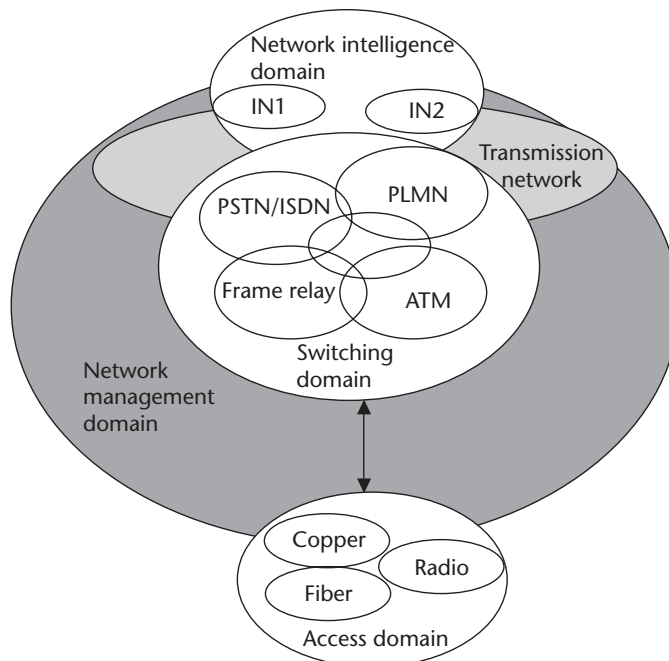 Network intelligence
domain
IN1
IN2
Transmission
network
PLMN
PSTN/ISDN
Frame relay
ATM
Switching
domain
Network
management
domain
Copper
Radio
Fiber
Access domain